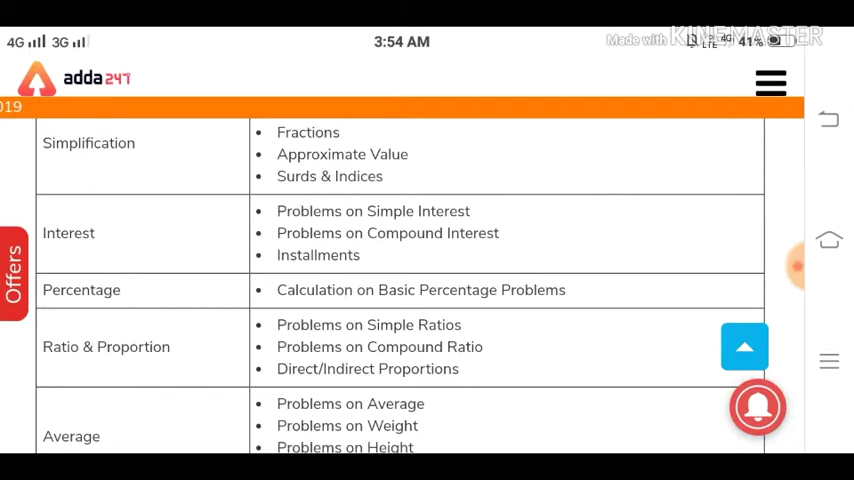 4G 3G 3:54 AM Made with KINEMASTER 4G LTE 41%
adda247
019
Simplification
• Fractions
• Approximate Value
• Surds & Indices
Interest
• Problems on Simple Interest
• Problems on Compound Interest
• Installments
Offers
Percentage
• Calculation on Basic Percentage Problems
Ratio & Proportion
• Problems on Simple Ratios
• Problems on Compound Ratio
• Direct/Indirect Proportions
Average
• Problems on Average
• Problems on Weight
• Problems on Height